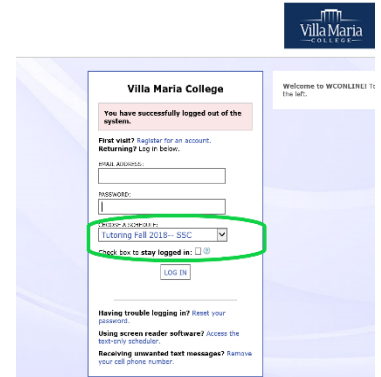 Villa Maria
COLLEGE
Villa Maria College
You have successfully logged out of the
system.
First visit? Register for an account.
Returning? Log in below.
EMAIL ADDRESS:
PASSWORD:
CHOOSE A SCHEDULE:
Tutoring Fall 2018-- SSC
Check box to stay logged in:
LOG IN
Having trouble logging in? Reset your
password.
Using screen reader software? Access the
text-only scheduler.
Receiving unwanted text messages? Remove
your cell phone number.
Welcome to WCONLINE! To
the left.